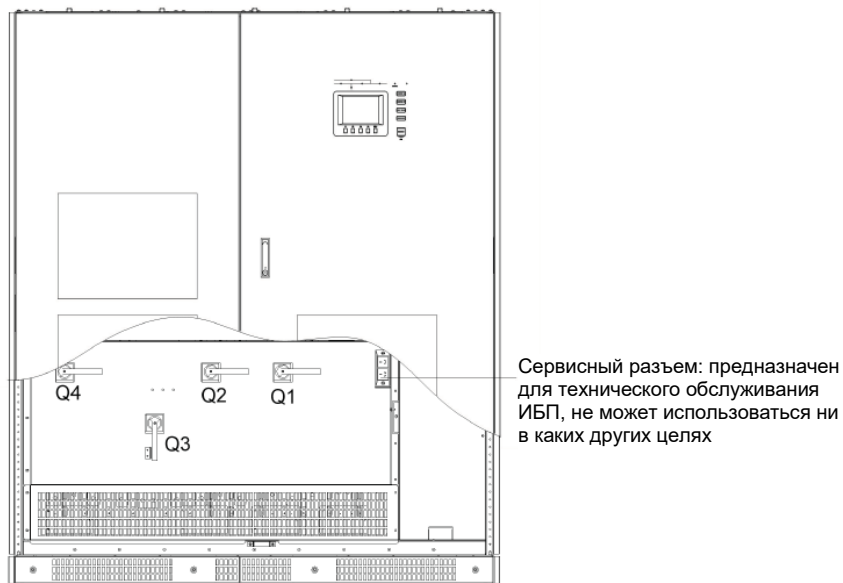 Сервисный разъем: предназначен
для технического обслуживания
ИБП, не может использоваться ни
в каких других целях
Q4
Q2
Q1
Q3